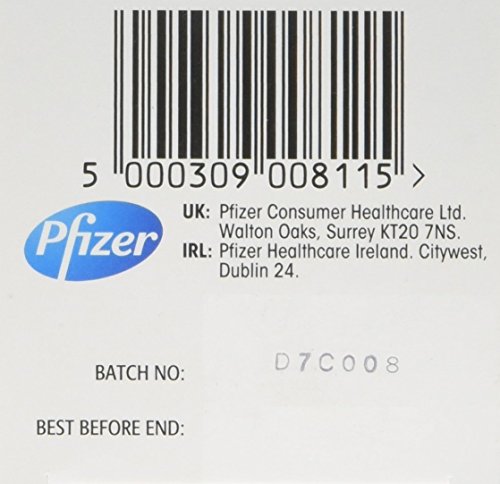 5 000309 008115 >
Pfizer
UK: Pfizer Consumer Healthcare Ltd.
Walton Oaks, Surrey KT20 7NS.
IRL: Pfizer Healthcare Ireland. Citywest,
Dublin 24.
BATCH NO: D7C008
BEST BEFORE END: